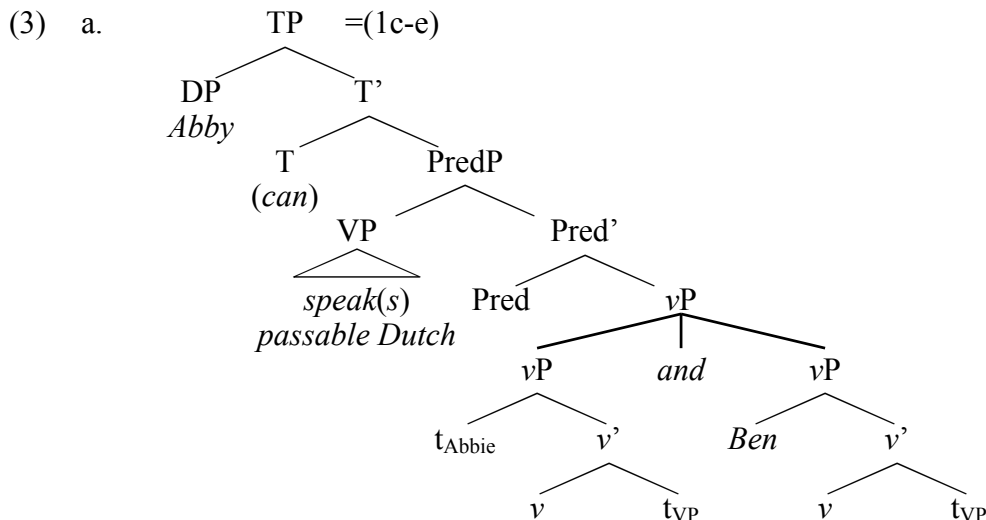 (3) a. TP =(1c-e)
DP T’
Abby
T PredP
(can)
VP Pred’
speak(s) Pred vP
passable Dutch
vP and vP
tAbbie v’ Ben v’
v tVP v tVP